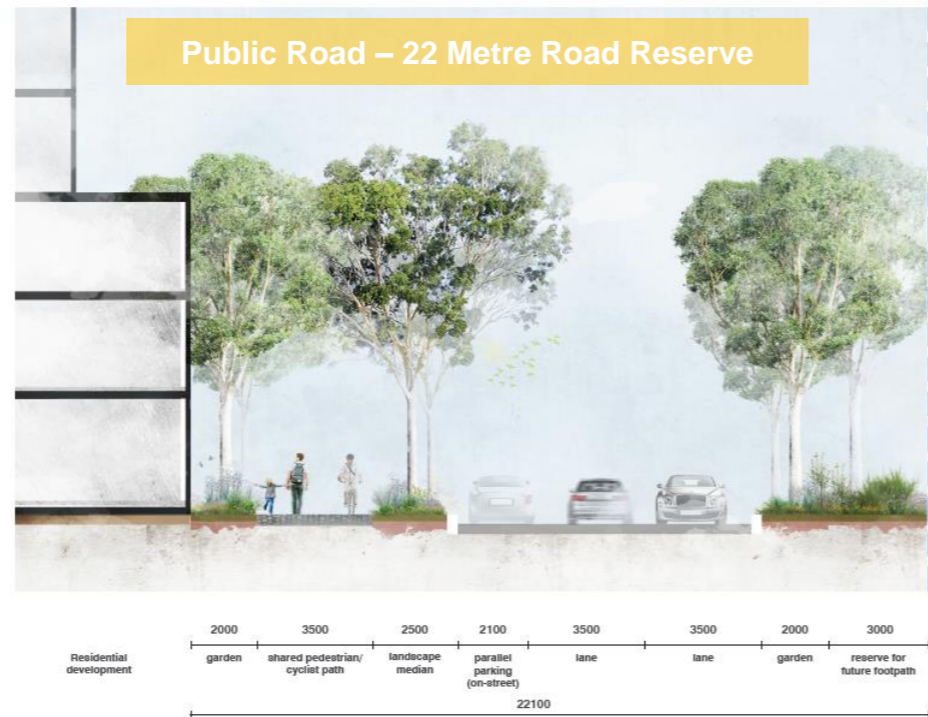 Public Road – 22 Metre Road Reserve
2000 3500 2500 2100 3500 3500 2000 3000
Residential
development
garden
shared pedestrian/
cyclist path
landscape
median
parallel
parking
(on-street)
lane
lane
garden
reserve for
future footpath
22100